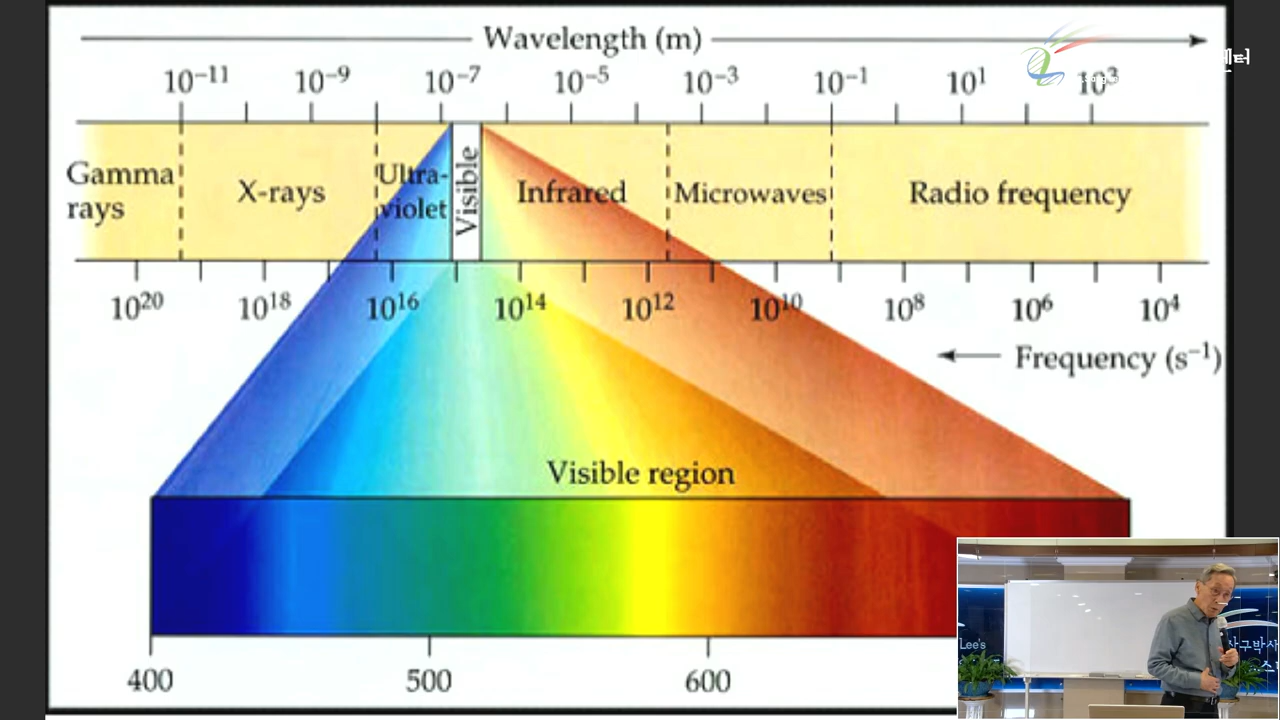 Wavelength (m)
10⁻¹¹ 10⁻⁹ 10⁻⁷ 10⁻⁵ 10⁻³ 10⁻¹ 10¹ 10³
Gamma rays
X-rays
Ultra-
violet
Visible
Infrared
Microwaves
Radio frequency
10²⁰ 10¹⁸ 10¹⁶ 10¹⁴ 10¹² 10¹⁰ 10⁸ 10⁶ 10⁴
Frequency (s⁻¹)
Visible region
400 500 600
Lee's